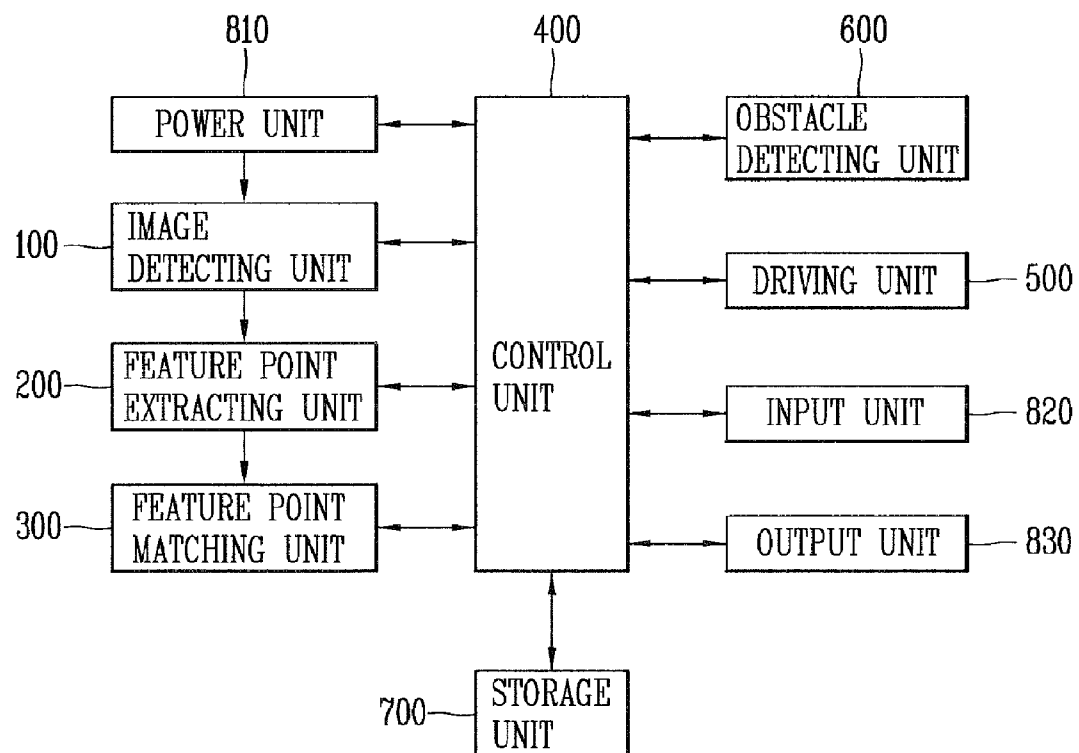 810
400
600
POWER UNIT
OBSTACLE
DETECTING UNIT
100
IMAGE
DETECTING UNIT
DRIVING UNIT
500
200
FEATURE POINT
EXTRACTING UNIT
CONTROL
UNIT
INPUT UNIT
820
300
FEATURE POINT
MATCHING UNIT
OUTPUT UNIT
830
700
STORAGE
UNIT